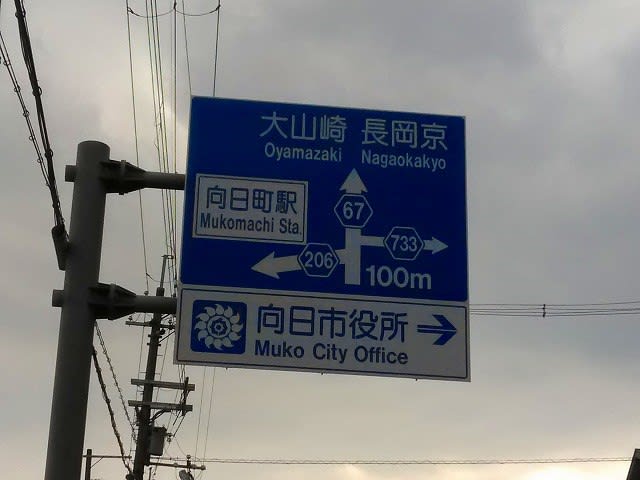 大山崎 長岡京
Oyamazaki Nagaokakyo
向日町駅
Mukomachi Sta.
67
733
206
100m
向日市役所
Muko City Office